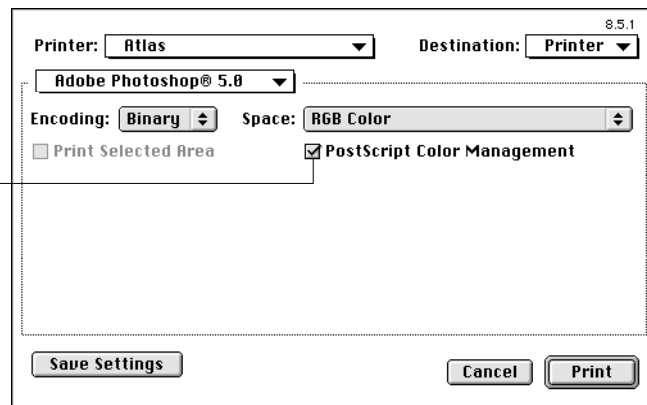 8.5.1
Printer: Atlas Destination: Printer
Adobe Photoshop® 5.0
Encoding: Binary Space: RGB Color
Print Selected Area PostScript Color Management
Save Settings Cancel Print